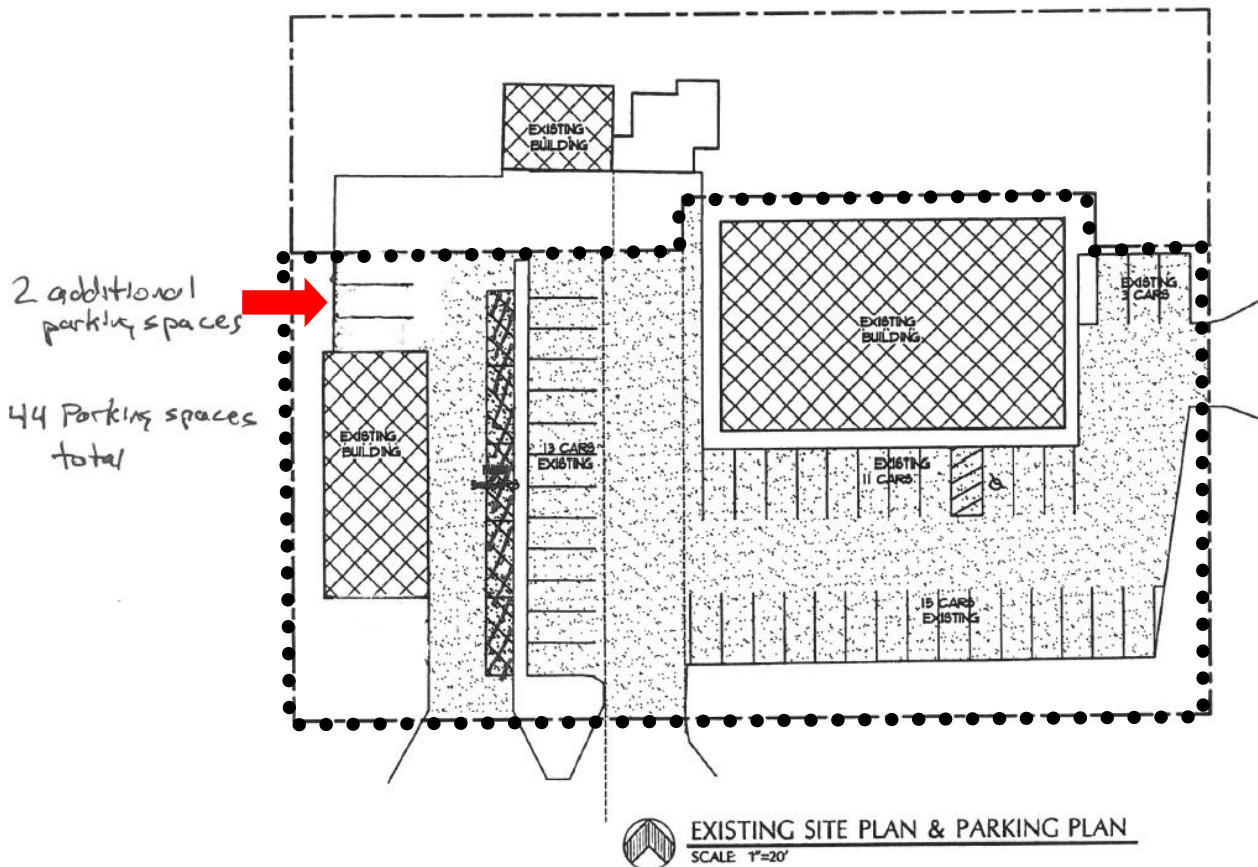 EXISTING
BUILDING
2 additional
parking spaces
44 Parking spaces
total
EXISTING
BUILDING
13 CARS
EXISTING
EXISTING
BUILDING
EXISTING
3 CARS
EXISTING
11 CARS
15 CARS
EXISTING
EXISTING SITE PLAN & PARKING PLAN
SCALE: 1"=20'